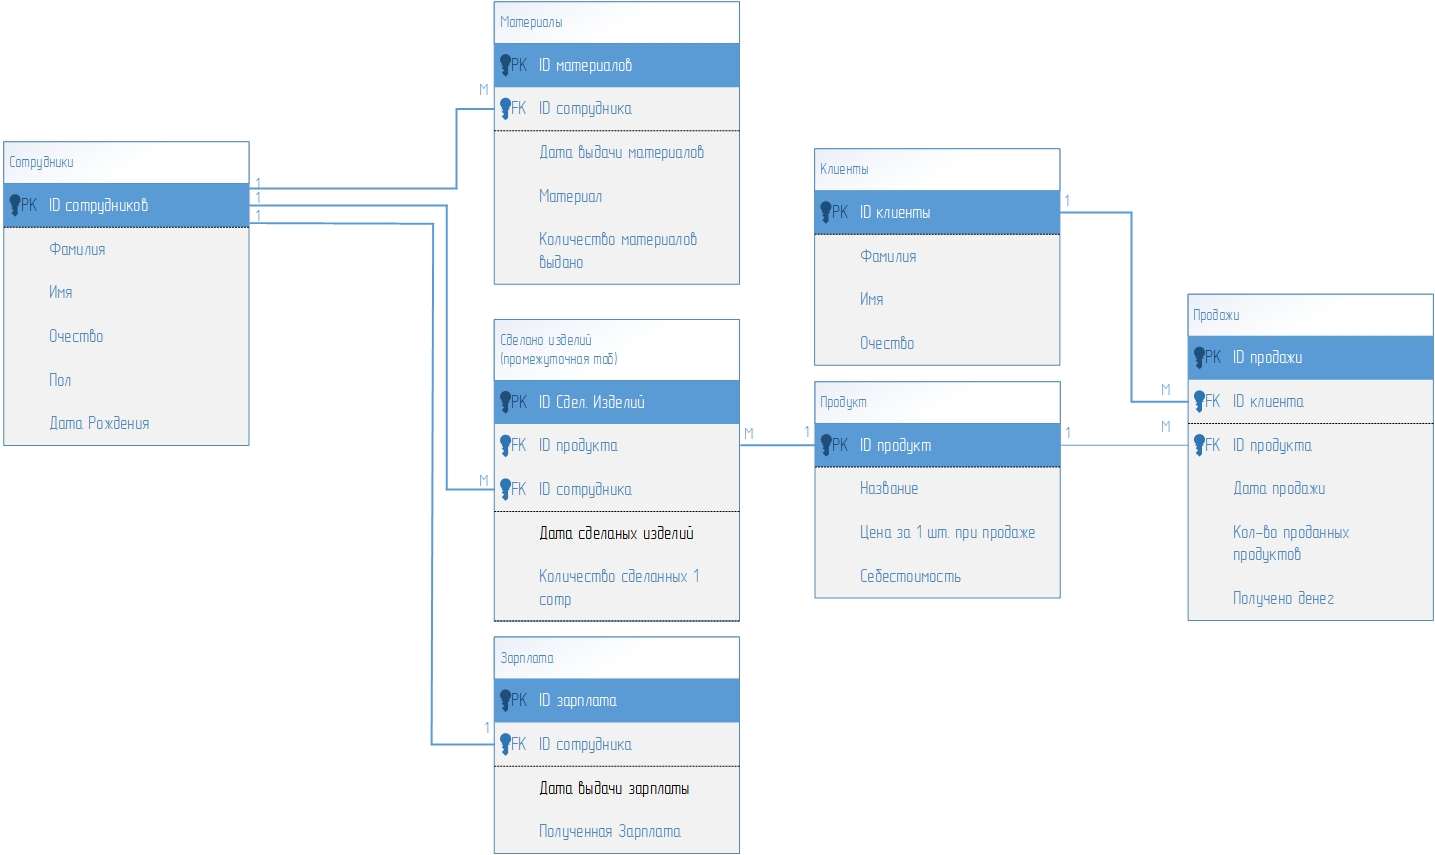 Материалы
PK ID материалов
M
FK ID сотрудника
Дата выдачи материалов
Материал
Количество материалов
выдано
Сотрудники
1
PK ID сотрудников
1
1
Фамилия
Имя
Очество
Пол
Дата Рождения
Сделано изделий
(промежуточная таб)
PK ID Сдел. Изделий
FK ID продукта
M
M
FK ID сотрудника
Дата сделаных изделий
Количество сделанных 1
сотр
Зарплата
PK ID зарплата
1
FK ID сотрудника
Дата выдачи зарплаты
Полученная Зарплата
Клиенты
PK ID клиенты
1
Фамилия
Имя
Очество
Продукт
1
PK ID продукт
1
Название
Цена за 1 шт. при продаже
Себестоимость
Продажи
PK ID продажи
M
FK ID клиента
M
FK ID продукта
Дата продажи
Кол-во проданных
продуктов
Получено денег